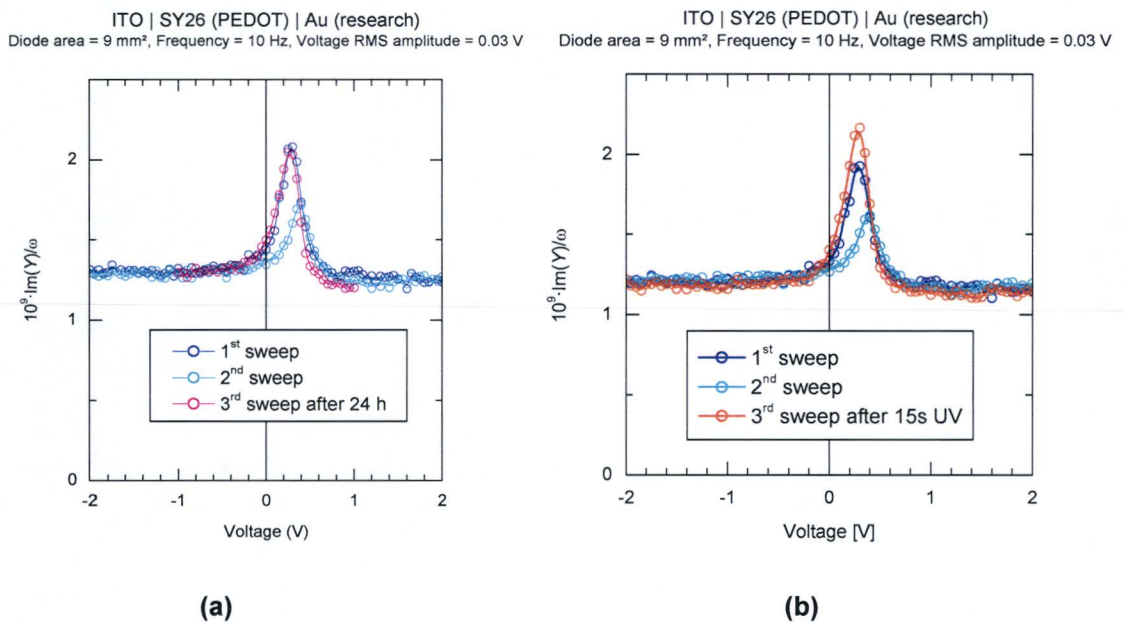 ITO | SY26 (PEDOT) | Au (research)
Diode area = 9 mm², Frequency = 10 Hz, Voltage RMS amplitude = 0.03 V
2
1
0
10⁹·Im(Y)/ω
1ˢᵗ sweep
2ⁿᵈ sweep
3ʳᵈ sweep after 24 h
-2
-1
0
1
2
Voltage (V)
(a)
ITO | SY26 (PEDOT) | Au (research)
Diode area = 9 mm², Frequency = 10 Hz, Voltage RMS amplitude = 0.03 V
2
1
0
10⁹·Im(Y)/ω
1ˢᵗ sweep
2ⁿᵈ sweep
3ʳᵈ sweep after 15s UV
-2
-1
0
1
2
Voltage [V]
(b)